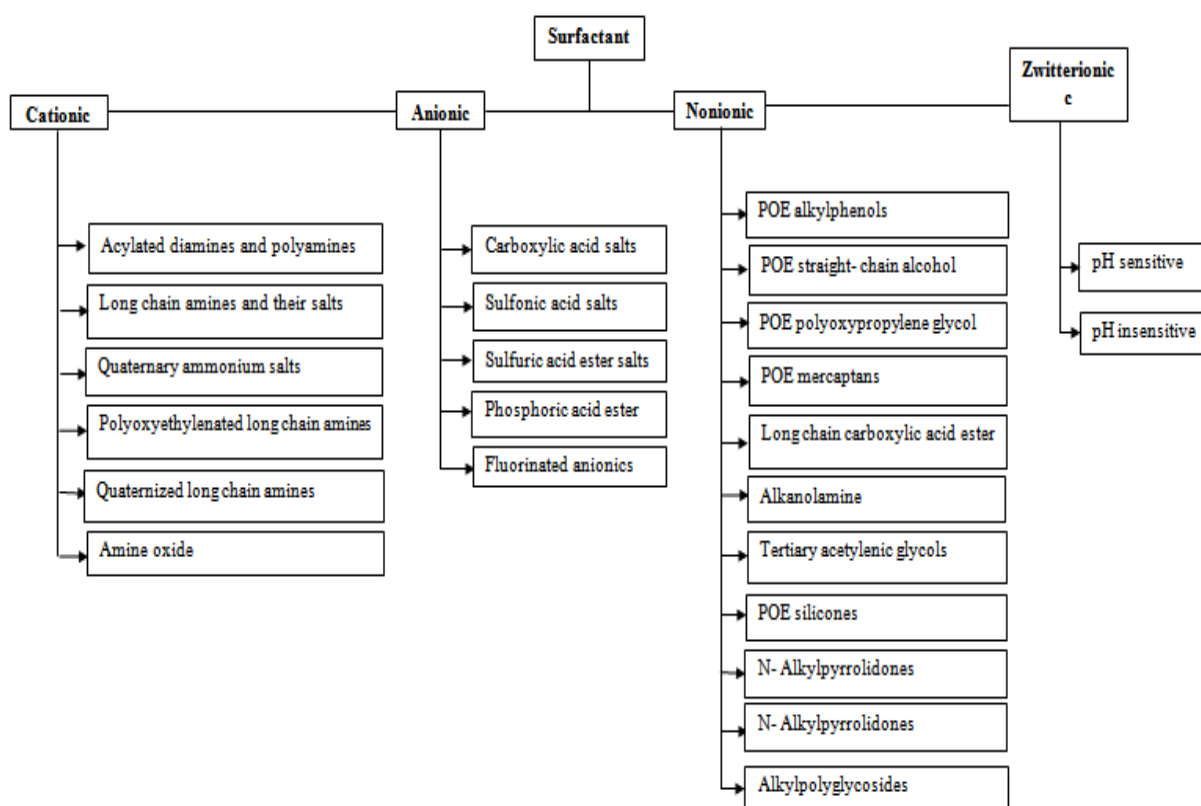 Surfactant
Cationic
Anionic
Nonionic
Zwitterionic
c
Acylated diamines and polyamines
Long chain amines and their salts
Quaternary ammonium salts
Polyoxyethylenated long chain amines
Quaternized long chain amines
Amine oxide
Carboxylic acid salts
Sulfonic acid salts
Sulfuric acid ester salts
Phosphoric acid ester
Fluorinated anionics
POE alkylphenols
POE straight- chain alcohol
POE polyoxypropylene glycol
POE mercaptans
Long chain carboxylic acid ester
Alkanolamine
Tertiary acetylenic glycols
POE silicones
N- Alkylpyrrolidones
N- Alkylpyrrolidones
Alkylpolyglycosides
pH sensitive
pH insensitive